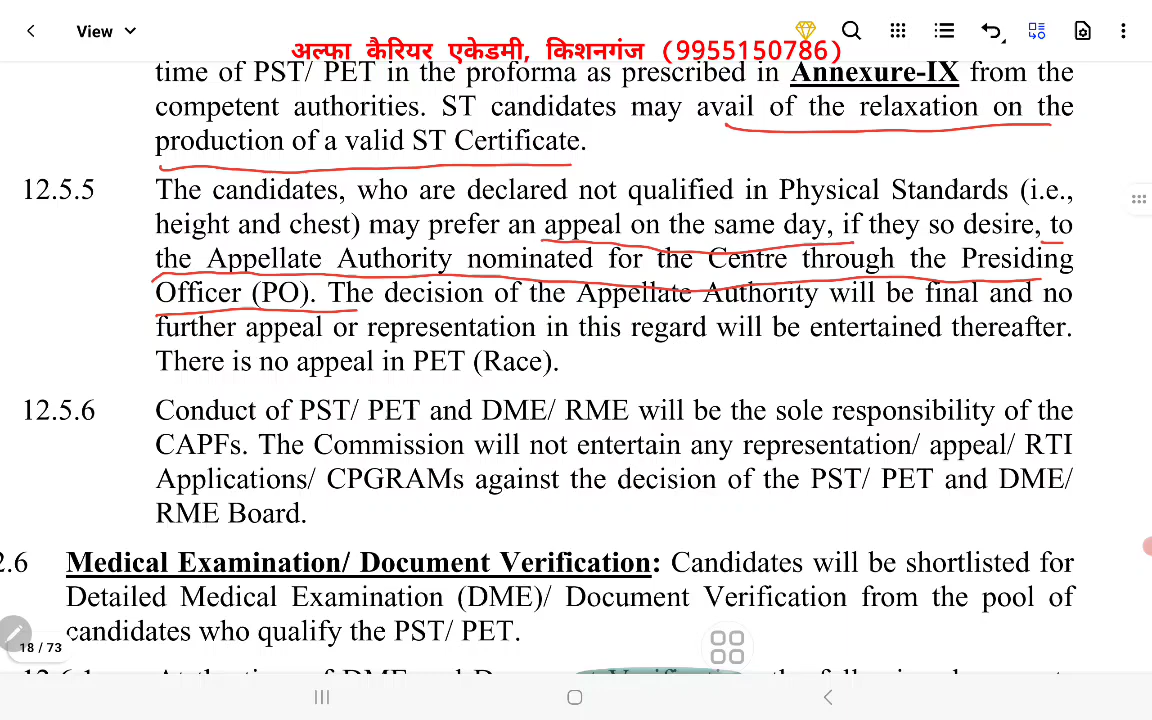 View
अल्फा कैरियर एकेडमी, किशनगंज (9955150786)
time of PST/ PET in the proforma as prescribed in Annexure-IX from the
competent authorities. ST candidates may avail of the relaxation on the
production of a valid ST Certificate.
12.5.5 The candidates, who are declared not qualified in Physical Standards (i.e.,
height and chest) may prefer an appeal on the same day, if they so desire, to
the Appellate Authority nominated for the Centre through the Presiding
Officer (PO). The decision of the Appellate Authority will be final and no
further appeal or representation in this regard will be entertained thereafter.
There is no appeal in PET (Race).
12.5.6 Conduct of PST/ PET and DME/ RME will be the sole responsibility of the
CAPFs. The Commission will not entertain any representation/ appeal/ RTI
Applications/ CPGRAMs against the decision of the PST/ PET and DME/
RME Board.
2.6 Medical Examination/ Document Verification: Candidates will be shortlisted for
Detailed Medical Examination (DME)/ Document Verification from the pool of
candidates who qualify the PST/ PET.
18 / 73